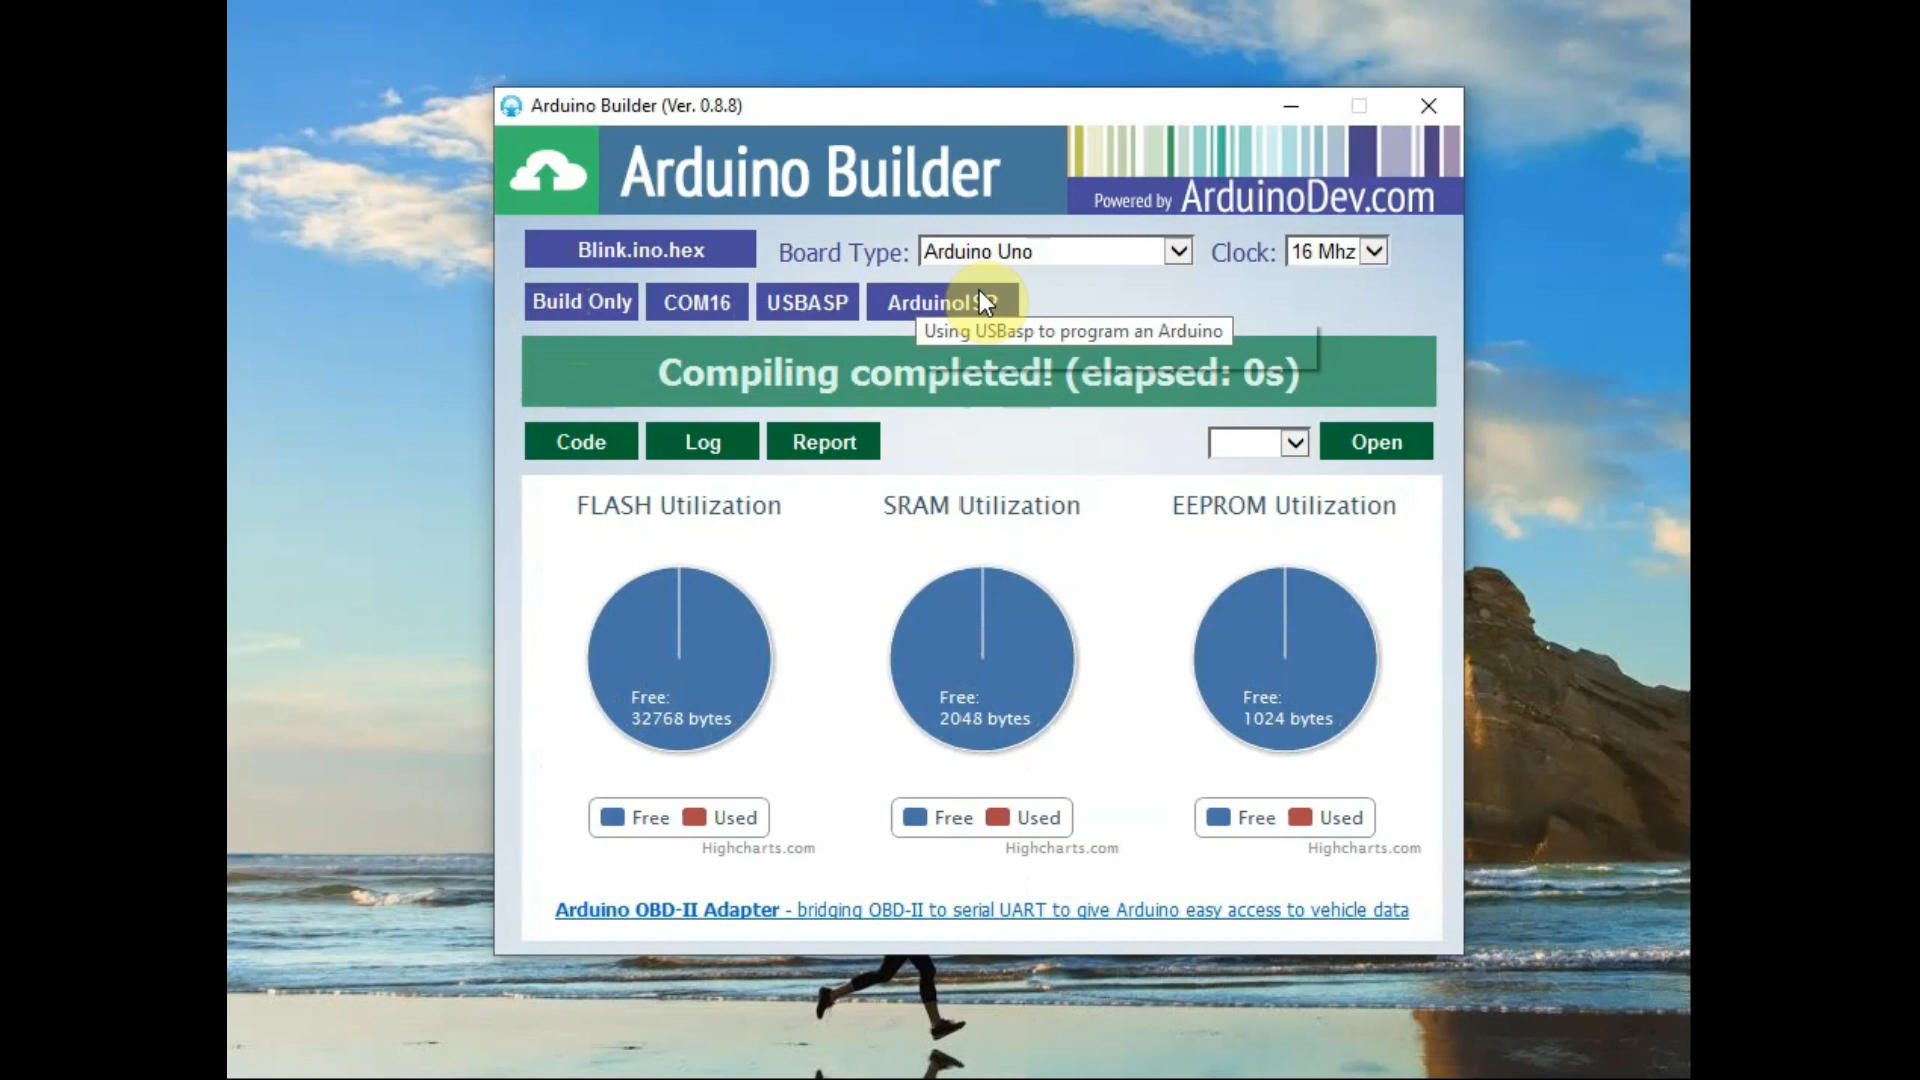 Arduino Builder (Ver. 0.8.8)
Arduino Builder
Powered by ArduinoDev.com
Blink.ino.hex
Board Type: Arduino Uno
Clock: 16 Mhz
Build Only
COM16
USBASP
ArduinoISP
Using USBasp to program an Arduino
Compiling completed! (elapsed: 0s)
Code
Log
Report
Open
FLASH Utilization
SRAM Utilization
EEPROM Utilization
Free:
32768 bytes
Free:
2048 bytes
Free:
1024 bytes
Free Used
Free Used
Free Used
Highcharts.com
Highcharts.com
Highcharts.com
Arduino OBD-II Adapter - bridging OBD-II to serial UART to give Arduino easy access to vehicle data